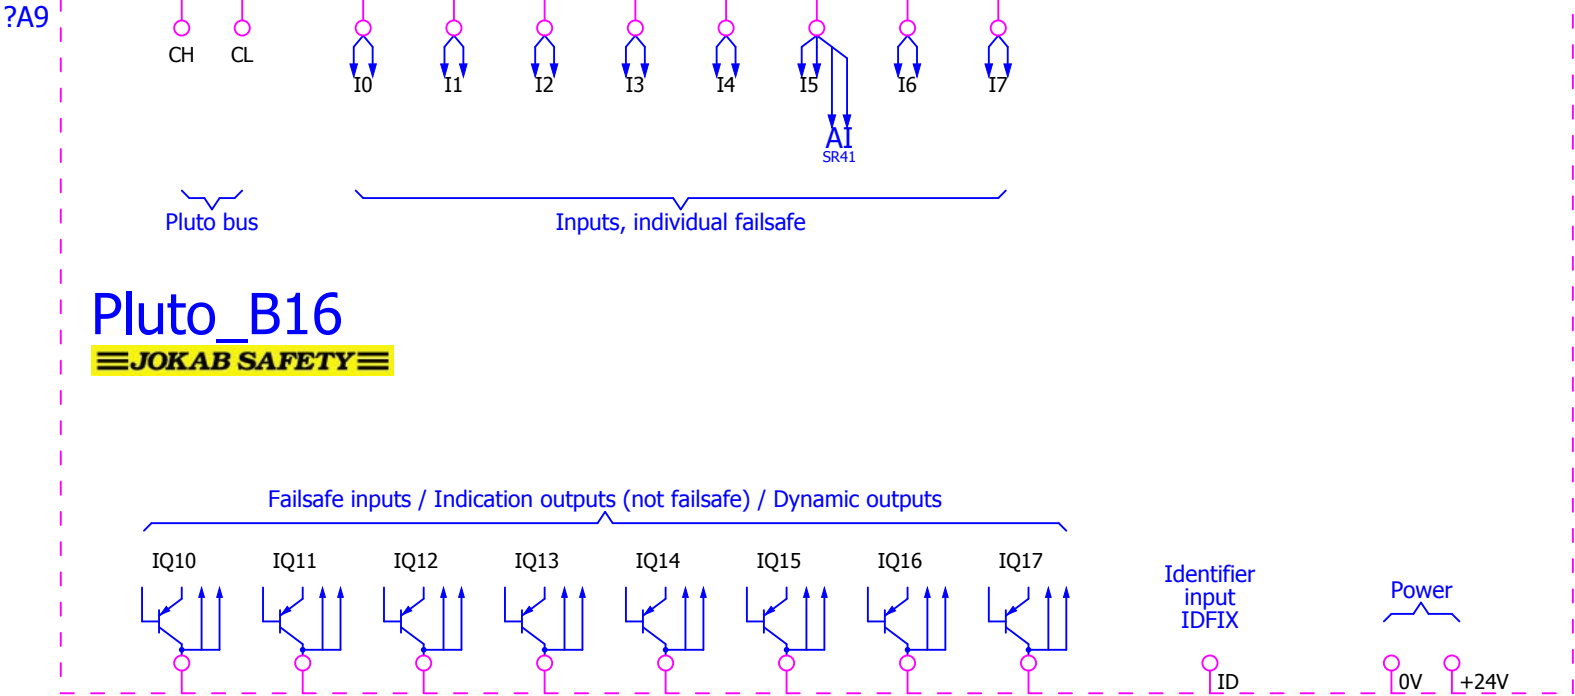 ?A9
CH CL
I0 I1 I2 I3 I4 I5 I6 I7
AI
SR41
Pluto bus
Inputs, individual failsafe
Pluto_B16
JOKAB SAFETY
Failsafe inputs / Indication outputs (not failsafe) / Dynamic outputs
IQ10 IQ11 IQ12 IQ13 IQ14 IQ15 IQ16 IQ17
Identifier
input
IDFIX
Power
ID
0V +24V